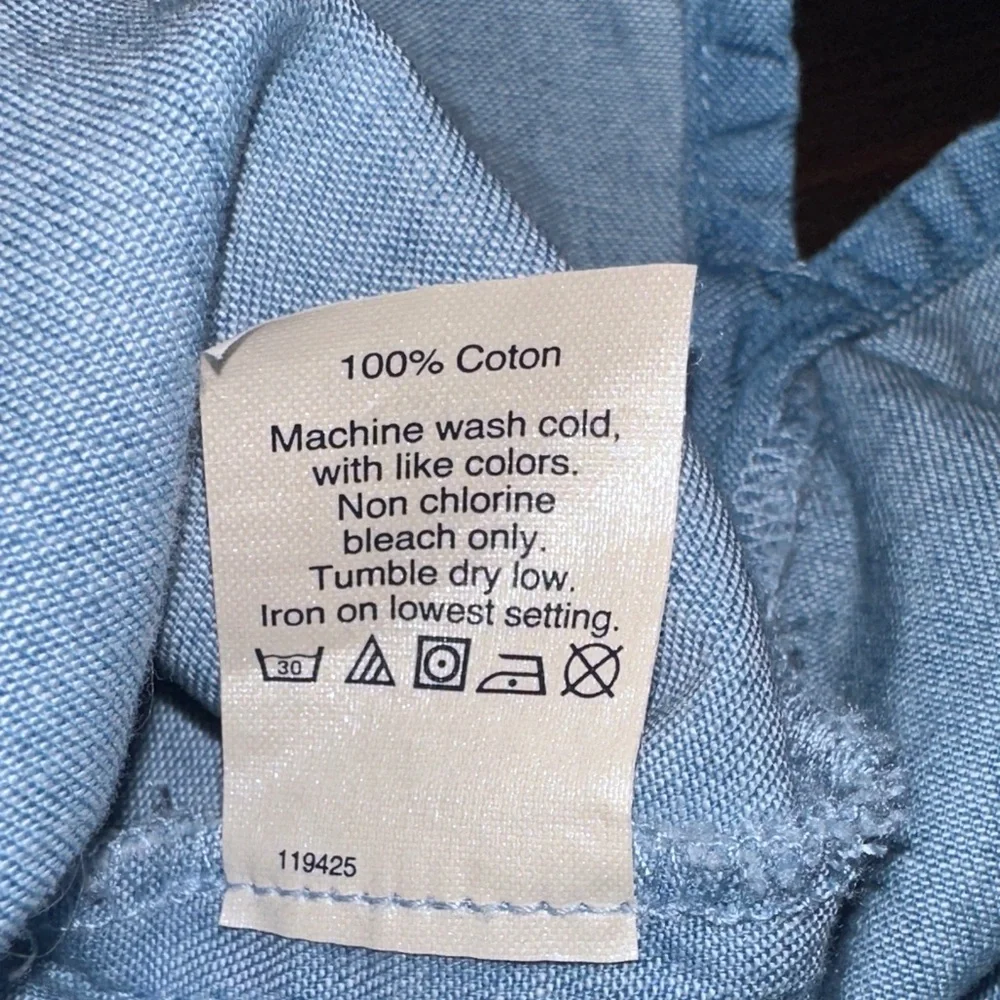 100% Coton
Machine wash cold,
with like colors.
Non chlorine
bleach only.
Tumble dry low.
Iron on lowest setting.
30
119425